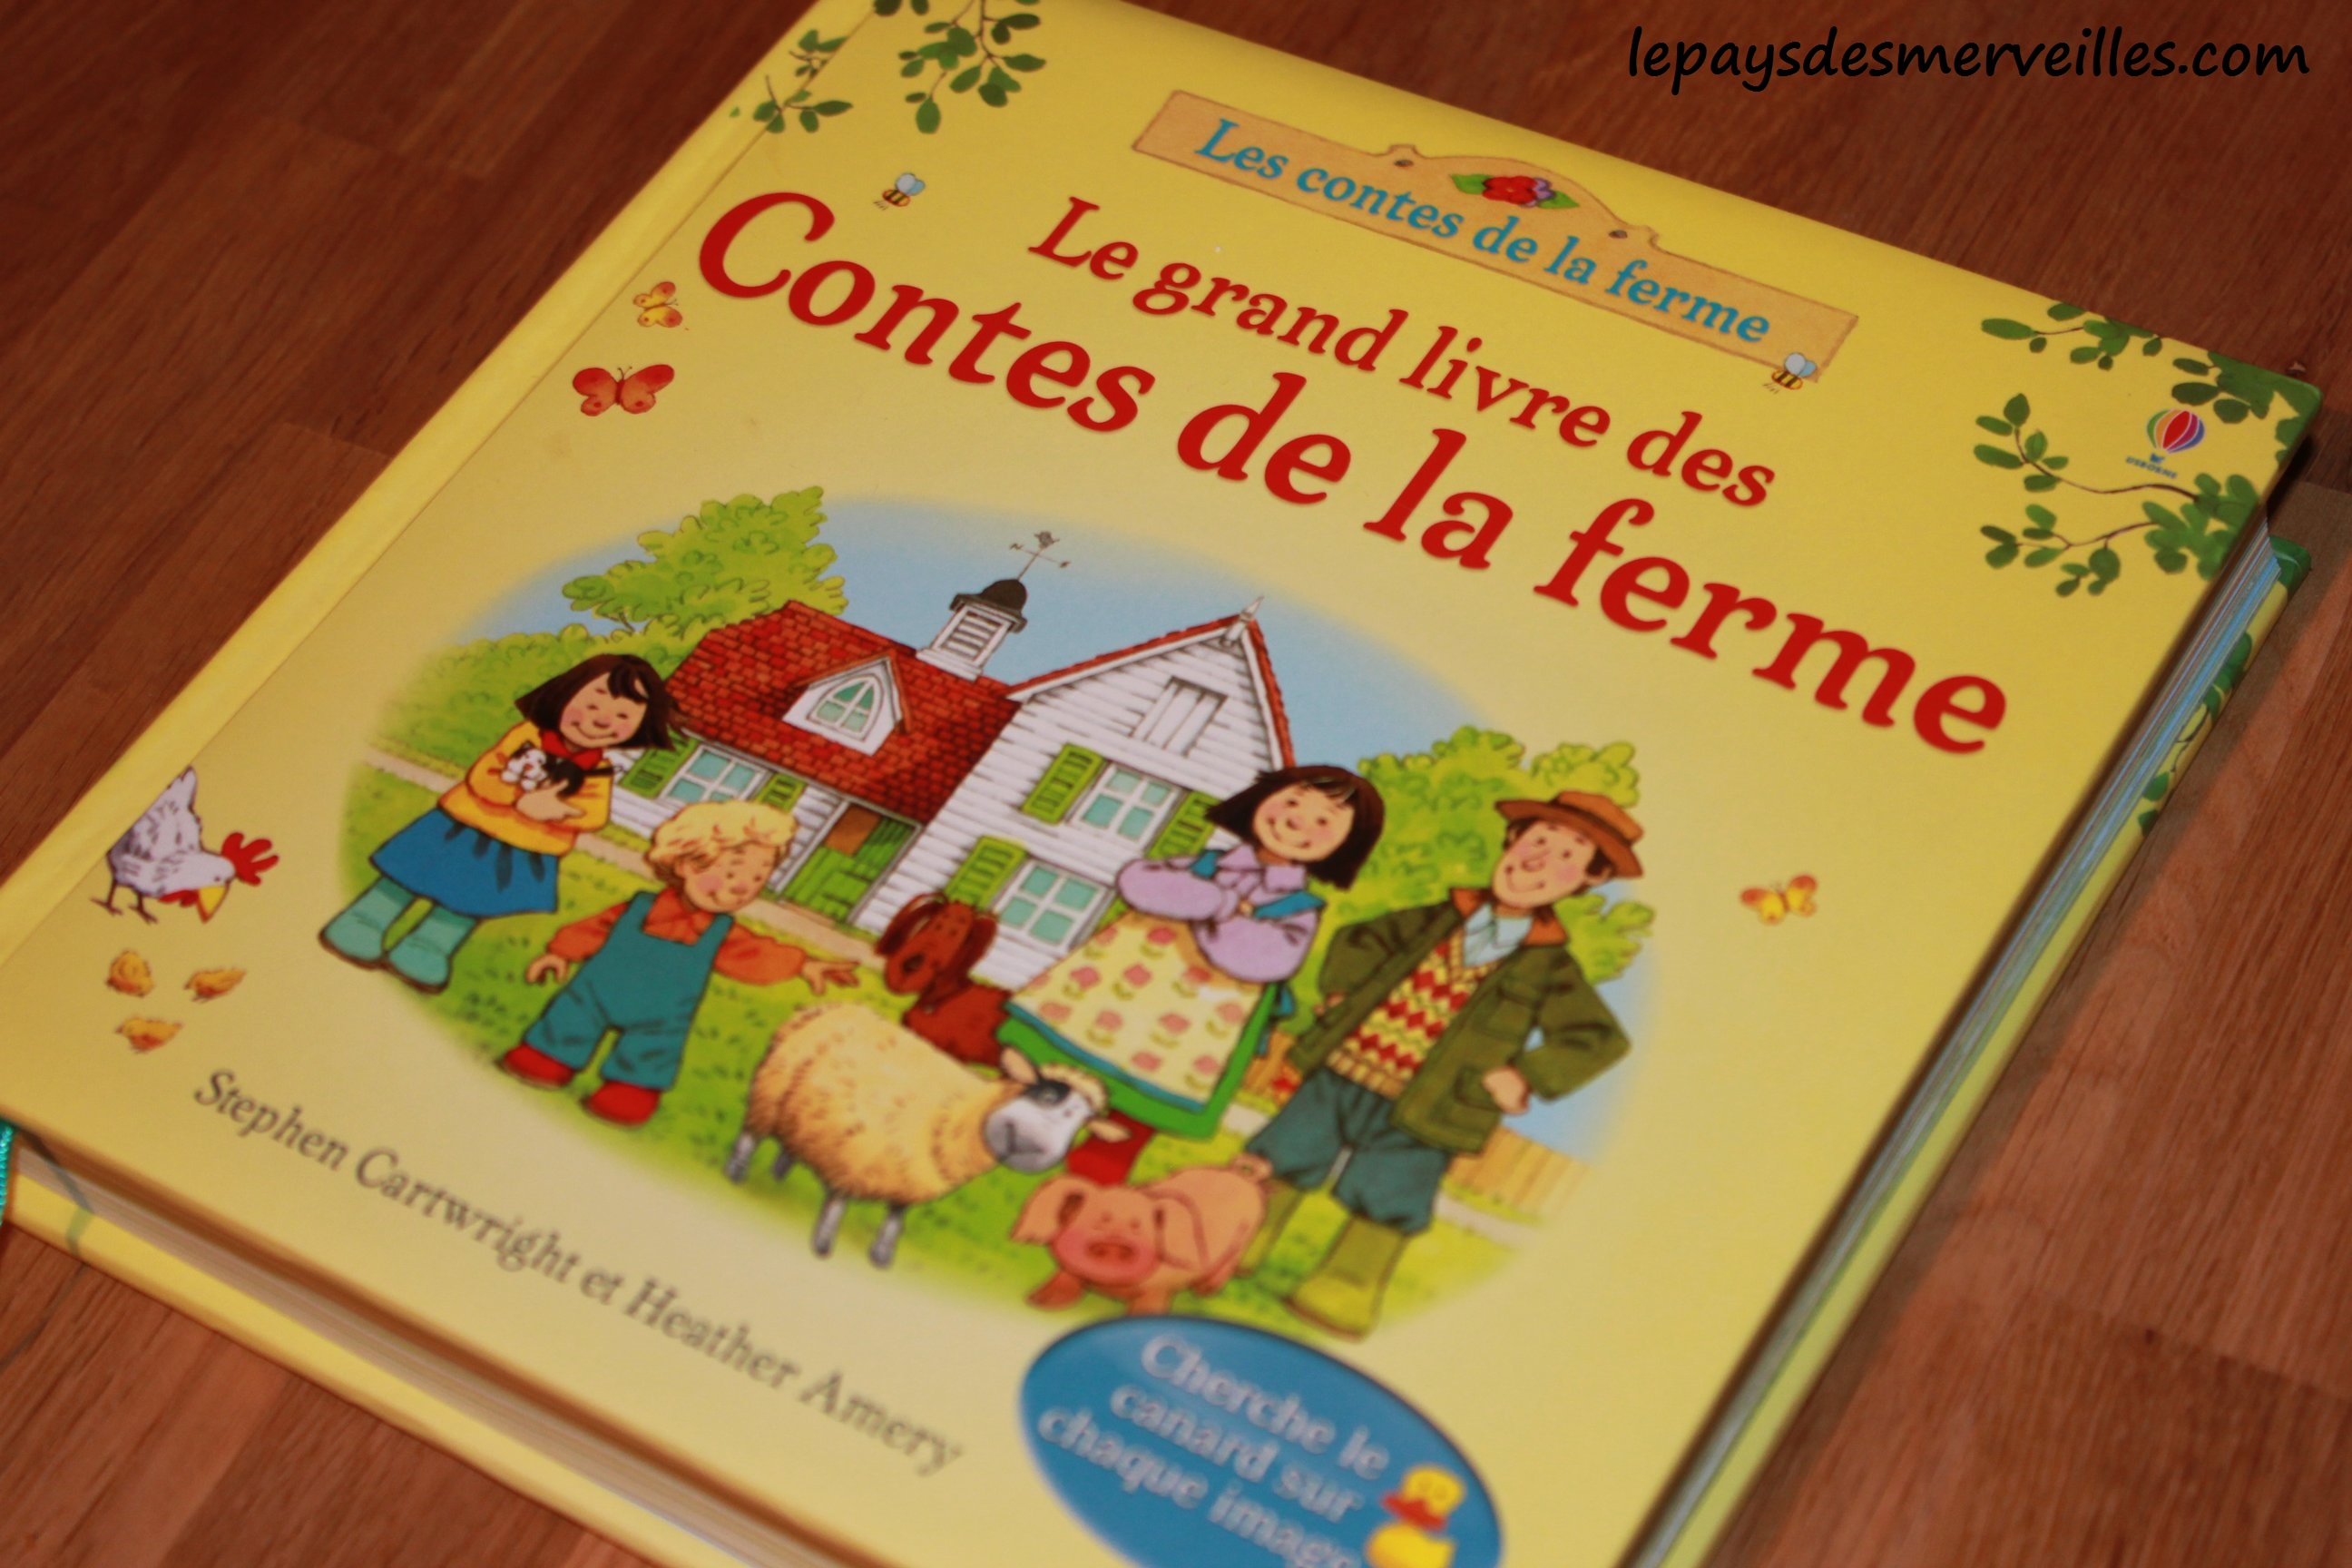 lepaysdesmerveilles.com
Les contes de la ferme
Le grand livre des
Contes de la ferme
USBORNE
Stephen Cartwright et Heather Amery
Cherche le
canard sur
chaque image